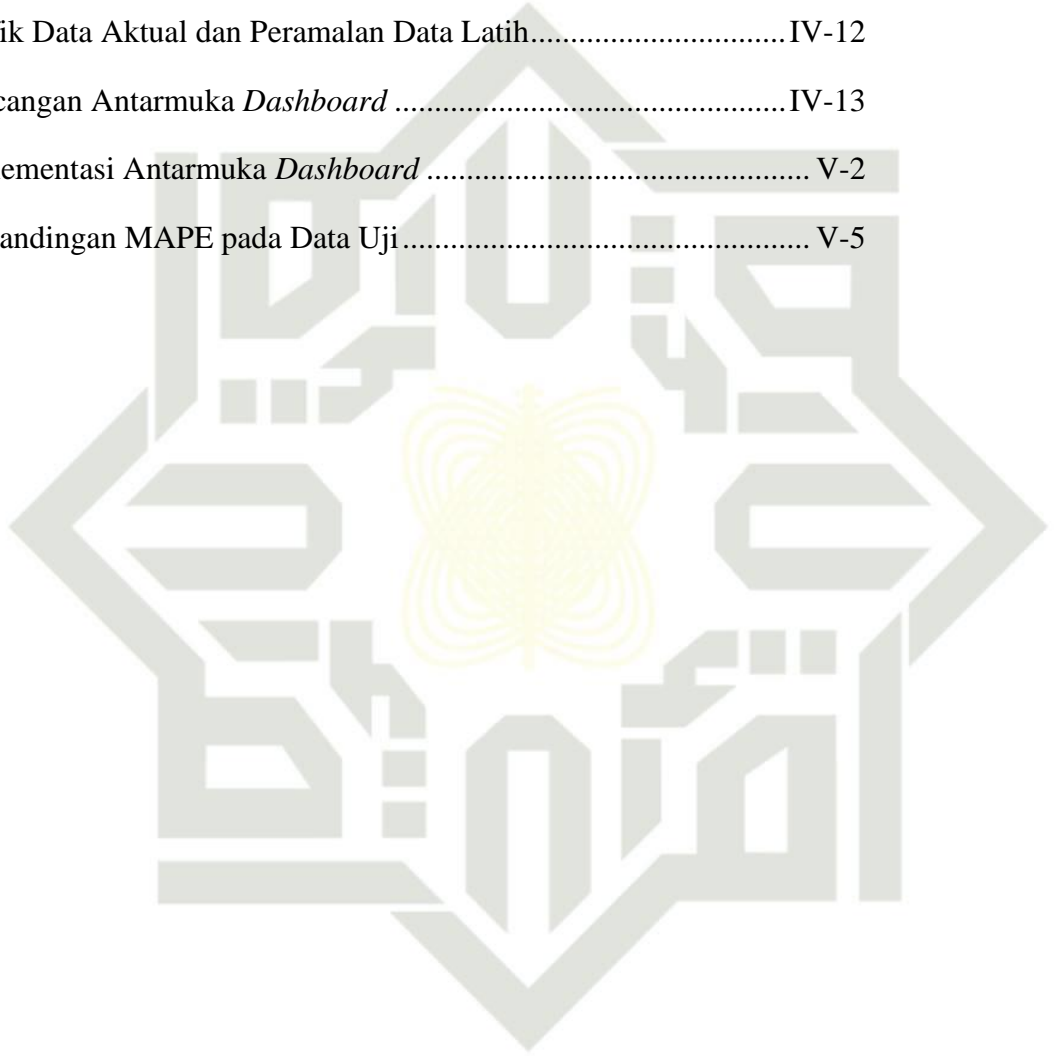 ik Data Aktual dan Peramalan Data Latih.............................IV-12
cangan Antarmuka Dashboard .............................................IV-13
ementasi Antarmuka Dashboard ............................................ V-2
andingan MAPE pada Data Uji............................................... V-5